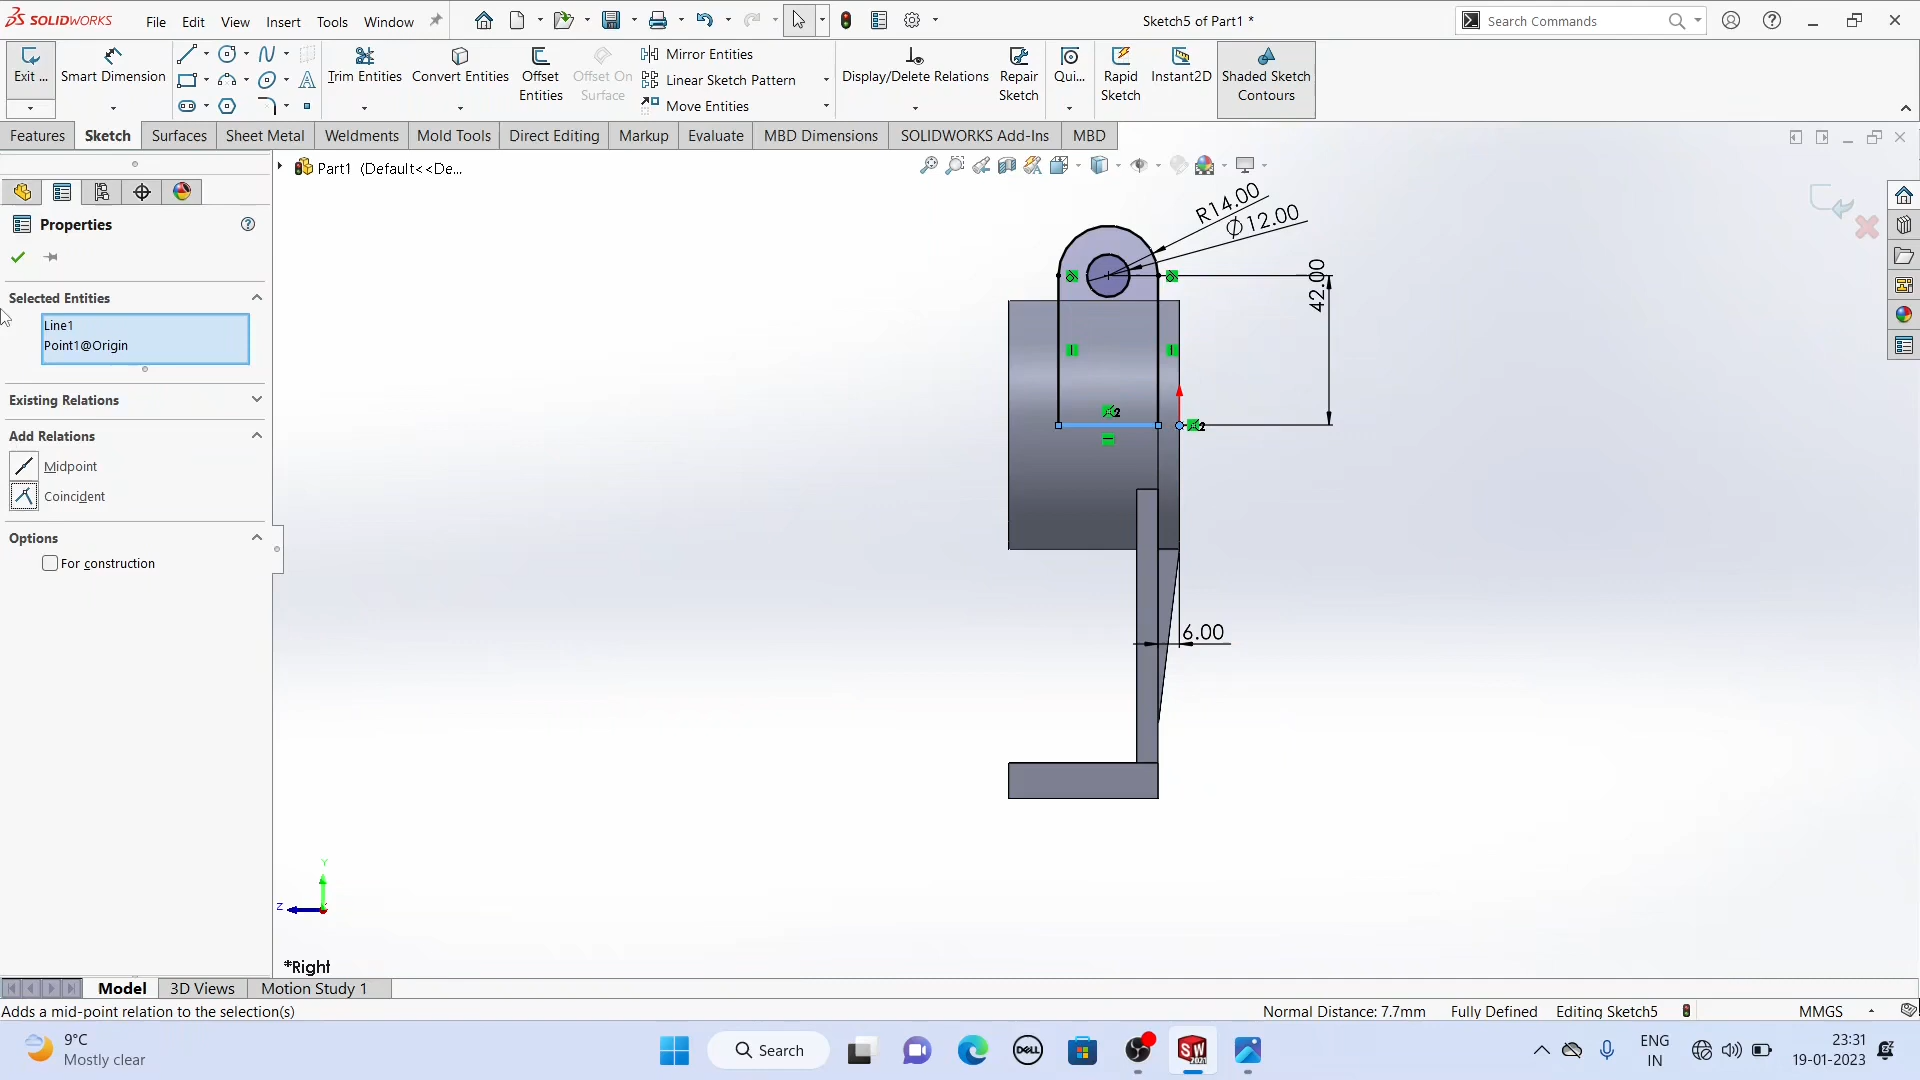 SOLIDWORKS File Edit View Insert Tools Window Sketch5 of Part1 * Search Commands
Exit ... Smart Dimension Trim Entities Convert Entities Offset Entities Offset On Surface Mirror Entities Display/Delete Relations Repair Sketch Qui... Rapid Sketch Instant2D Shaded Sketch Contours
Linear Sketch Pattern
Move Entities
Features Sketch Surfaces Sheet Metal Weldments Mold Tools Direct Editing Markup Evaluate MBD Dimensions SOLIDWORKS Add-Ins MBD
Part1 (Default<<De...
Properties
Selected Entities
Line1
Point1@Origin
Existing Relations
Add Relations
Midpoint
Coincident
Options
For construction
R14.00
Ø12.00
42.00
2
2
6.00
Y
Z
*Right
Model 3D Views Motion Study 1
Adds a mid-point relation to the selection(s) Normal Distance: 7.7mm Fully Defined Editing Sketch5 MMGS
9°C
Mostly clear
Search
DELL
SW
2021
ENG
IN
23:31
19-01-2023